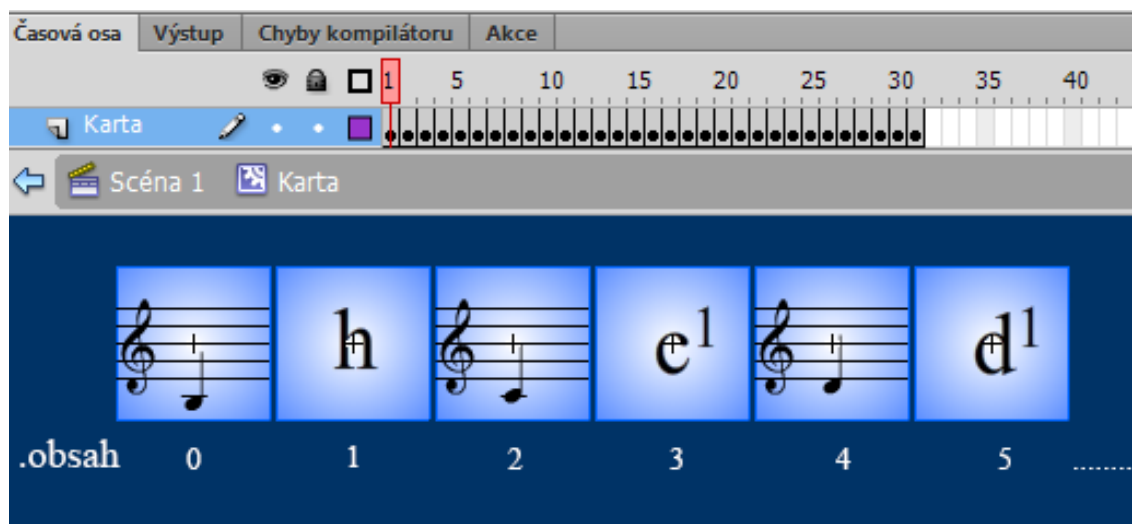 Časová osa Výstup Chyby kompilátoru Akce
1 5 10 15 20 25 30 35 40
Karta
Scéna 1 Karta
h c1 d1
.obsah 0 1 2 3 4 5 ........